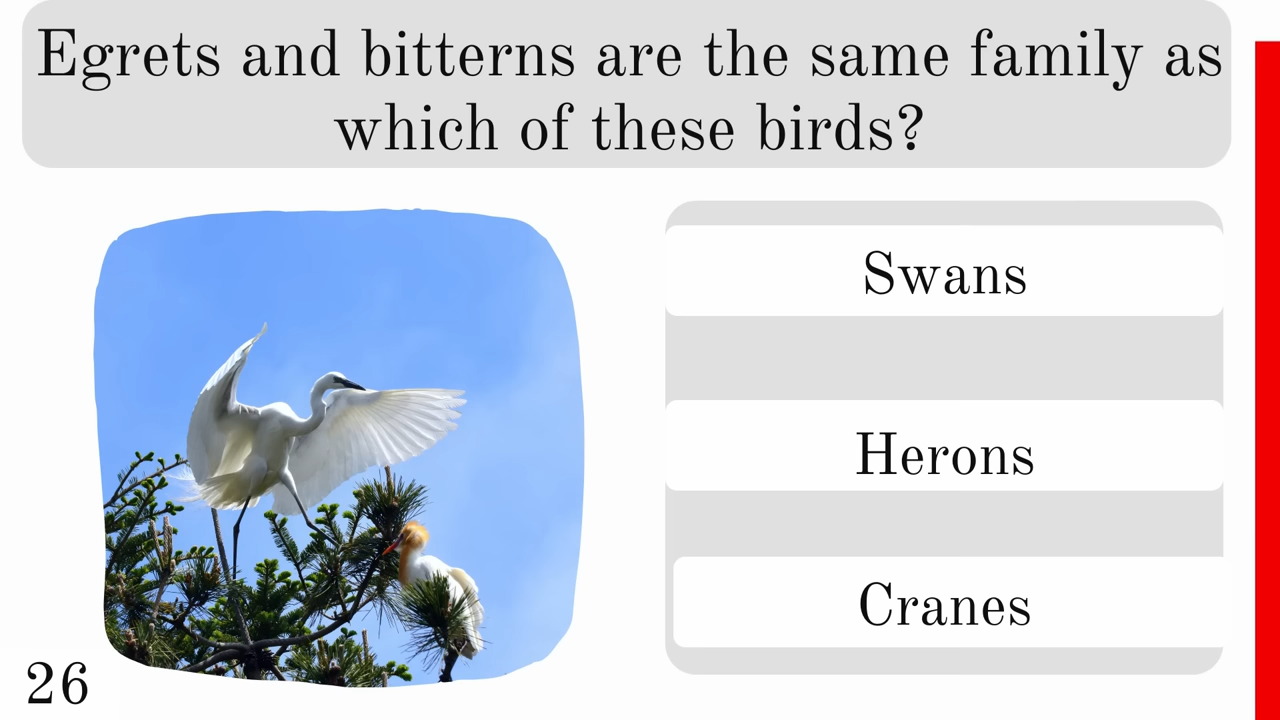 Egrets and bitterns are the same family as
which of these birds?
Swans
Herons
Cranes
26